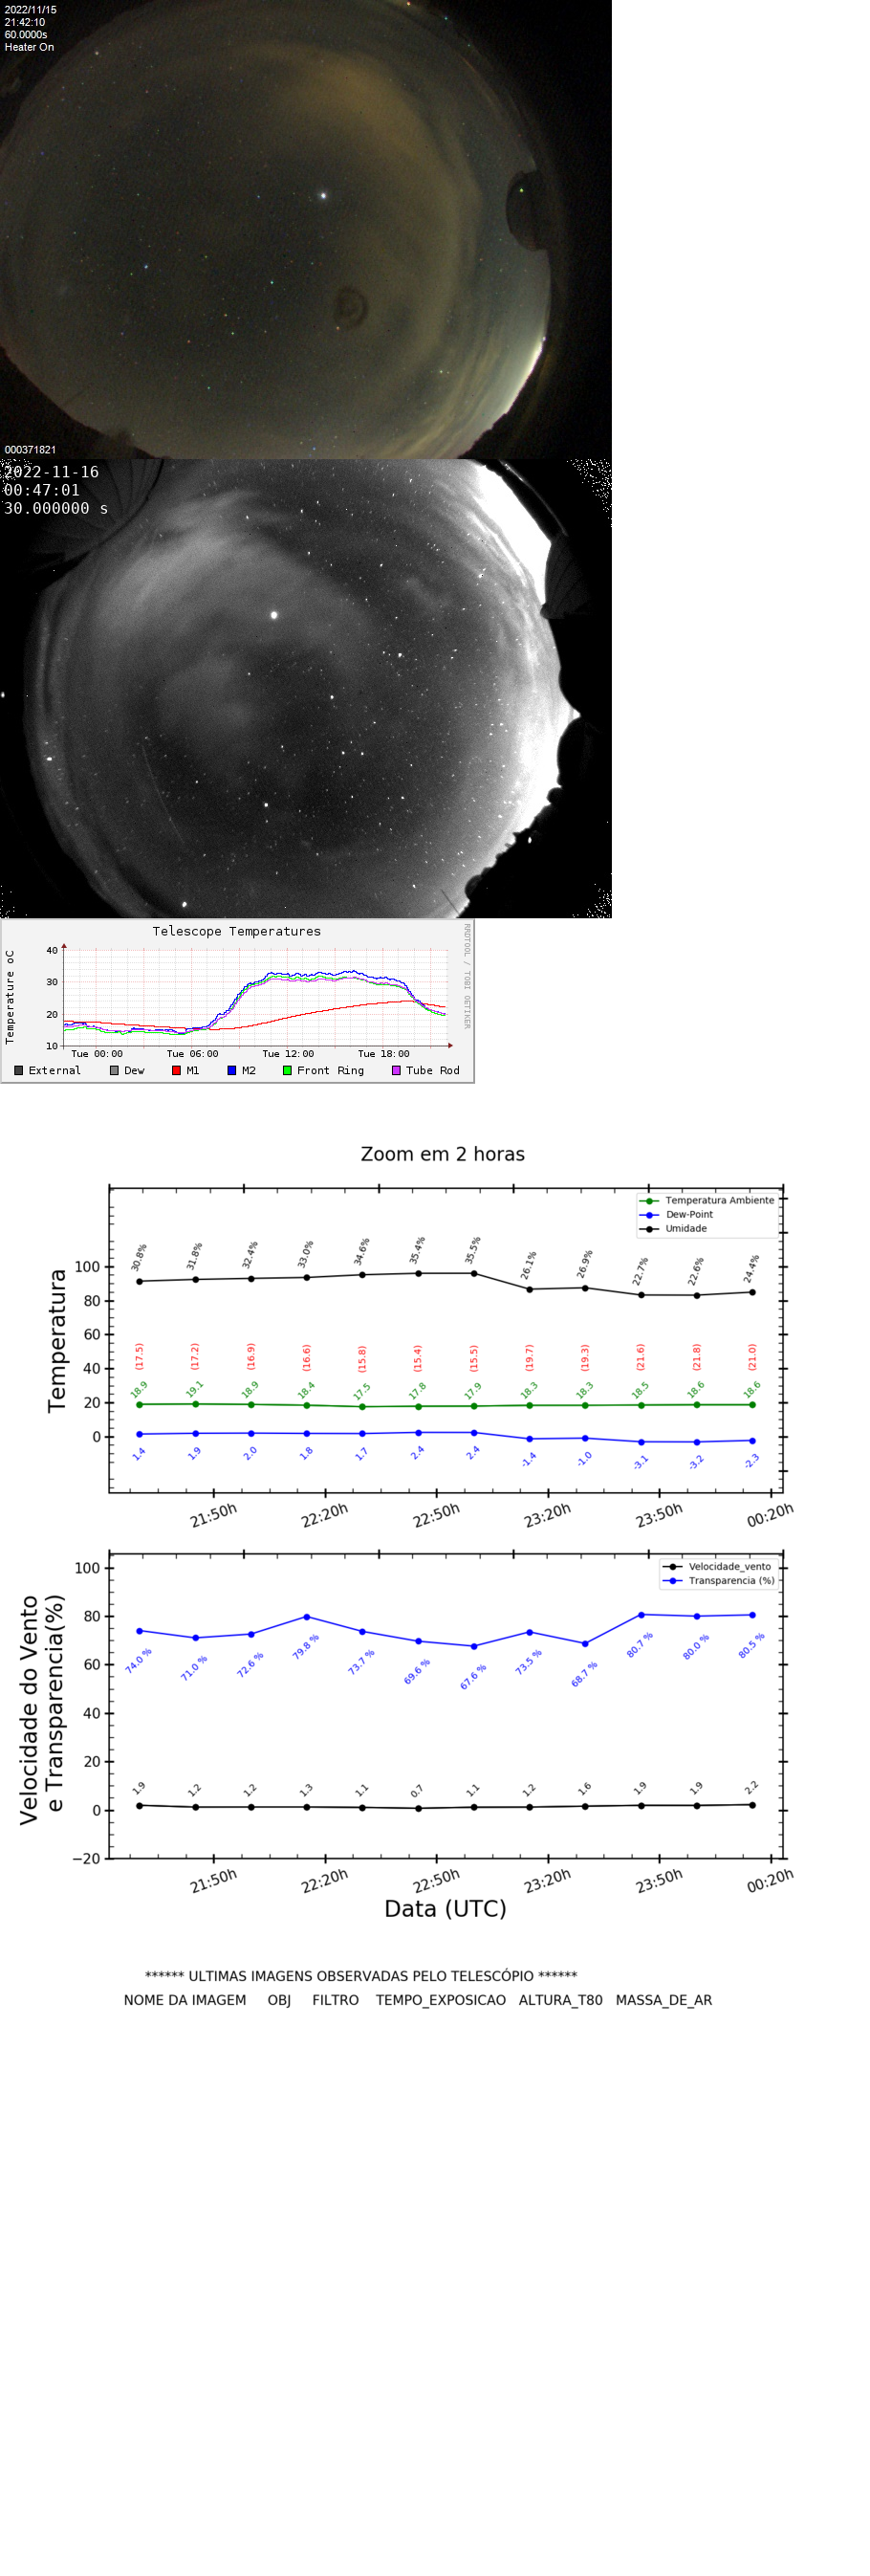 2022/11/15
21:42:10
60.0000s
Heater On
000371821
2022-11-16
00:47:01
30.000000 s
Telescope Temperatures
RRDTOOL / TOBI OETIKER
Temperature oC
40
30
20
10
Tue 00:00 Tue 06:00 Tue 12:00 Tue 18:00
External Dew M1 M2 Front Ring Tube Rod
Zoom em 2 horas
Temperatura Ambiente
Dew-Point
Umidade
Temperatura
100
80
60
40
20
0
30.8% 31.8% 32.4% 33.0% 34.6% 35.4% 35.5% 26.1% 26.9% 22.7% 22.6% 24.4%
(17.5) (17.2) (16.9) (16.6) (15.8) (15.4) (15.5) (19.7) (19.3) (21.6) (21.8) (21.0)
18.9 19.1 18.9 18.4 17.5 17.8 17.9 18.3 18.3 18.5 18.6 18.6
1.4 1.9 2.0 1.8 1.7 2.4 2.4 -1.4 -1.0 -3.1 -3.2 -2.3
21:50h 22:20h 22:50h 23:20h 23:50h 00:20h
Velocidade_vento
Transparencia (%)
Velocidade do Vento
e Transparencia(%)
100
80
60
40
20
0
−20
74.0 % 71.0 % 72.6 % 79.8 % 73.7 % 69.6 % 67.6 % 73.5 % 68.7 % 80.7 % 80.0 % 80.5 %
1.9 1.2 1.2 1.3 1.1 0.7 1.1 1.2 1.6 1.9 1.9 2.2
21:50h 22:20h 22:50h 23:20h 23:50h 00:20h
Data (UTC)
****** ULTIMAS IMAGENS OBSERVADAS PELO TELESCÓPIO ******
NOME DA IMAGEM OBJ FILTRO TEMPO_EXPOSICAO ALTURA_T80 MASSA_DE_AR